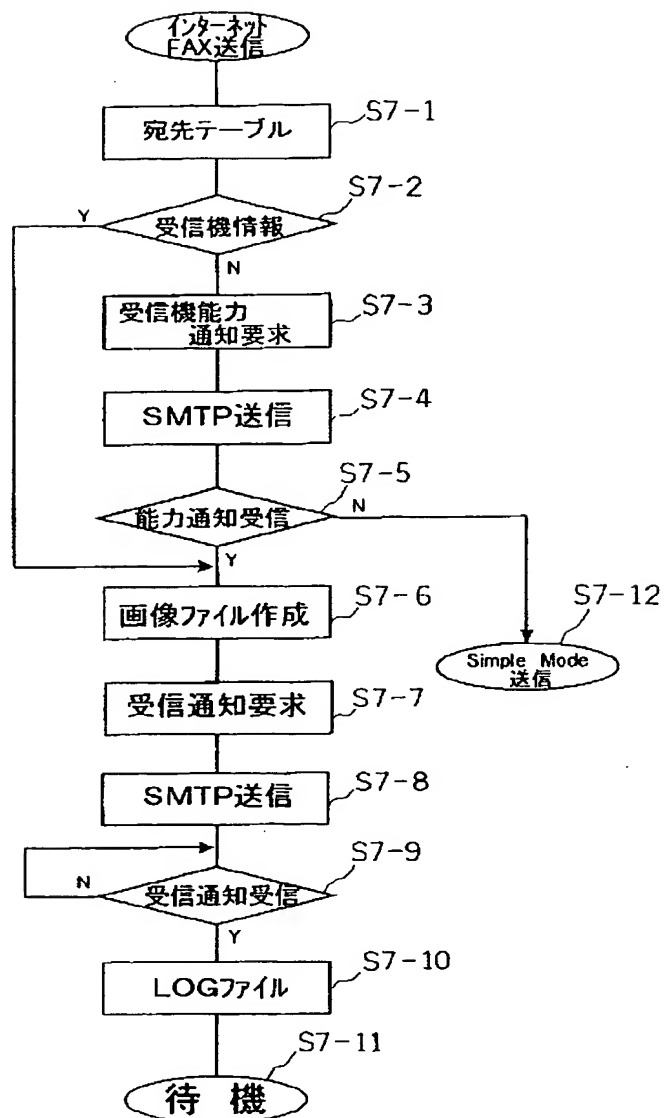 インターネット
FAX送信
宛先テーブル
S7-1
S7-2
Y
受信機情報
N
受信機能力
通知要求
S7-3
SMTP送信
S7-4
S7-5
能力通知受信
N
Y
画像ファイル作成
S7-6
S7-12
Simple Mode
送信
受信通知要求
S7-7
SMTP送信
S7-8
S7-9
N
受信通知受信
Y
LOGファイル
S7-10
S7-11
待機